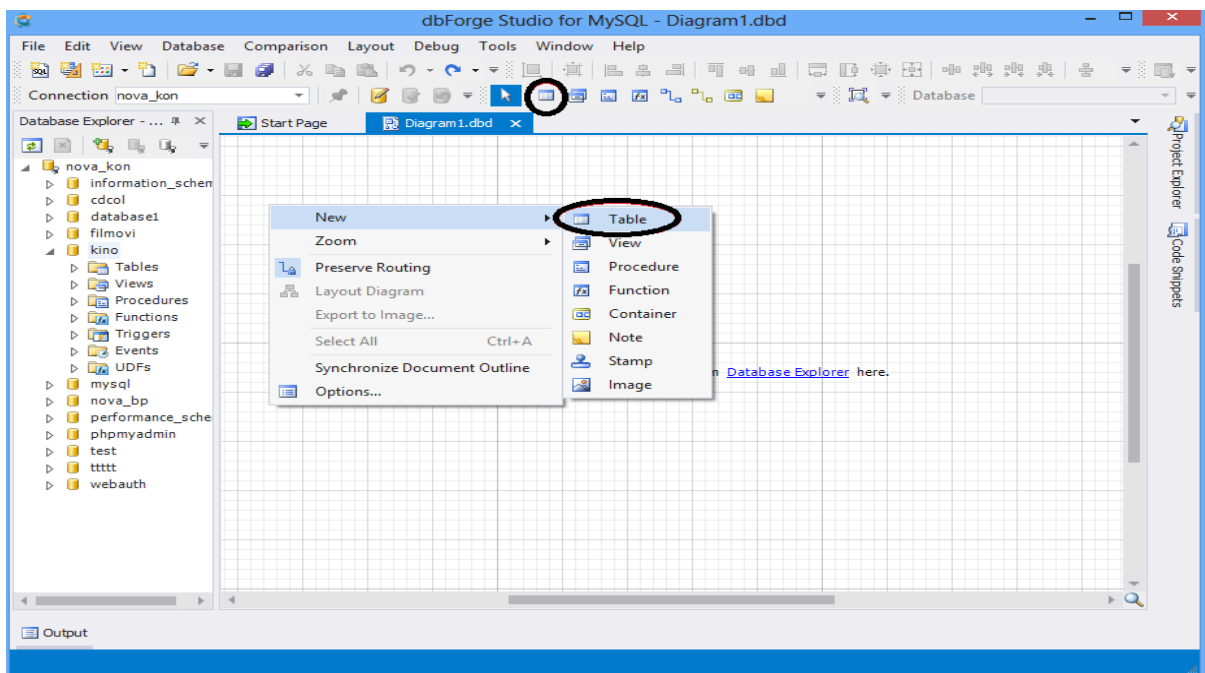 dbForge Studio for MySQL - Diagram1.dbd
File Edit View Database Comparison Layout Debug Tools Window Help
Connection nova_kon Database
Database Explorer - ...
Start Page Diagram1.dbd
nova_kon
information_schem
cdcol
database1
filmovi
kino
Tables
Views
Procedures
Functions
Triggers
Events
UDFs
mysql
nova_bp
performance_sche
phpmyadmin
test
ttttt
webauth
New
Zoom
Preserve Routing
Layout Diagram
Export to Image...
Select All Ctrl+A
Synchronize Document Outline
Options...
Table
View
Procedure
Function
Container
Note
Stamp
Image
Database Explorer here.
Project Explorer
Code Snippets
Output